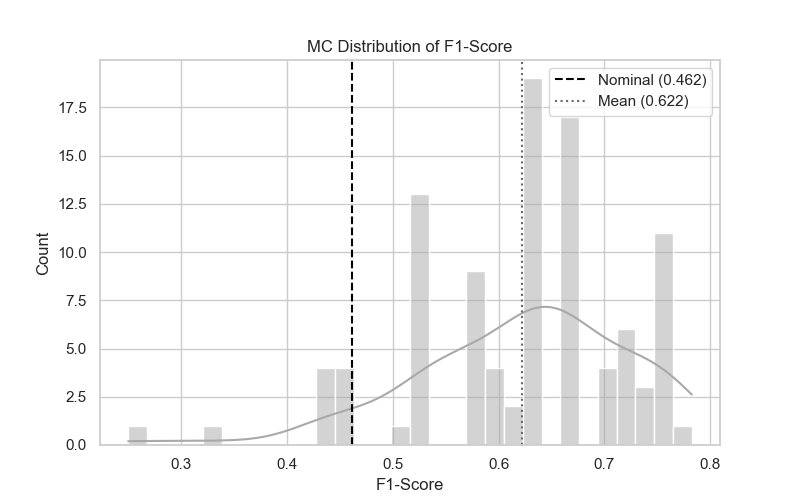 MC Distribution of F1-Score
Nominal (0.462)
Mean (0.622)
Count
17.5
15.0
12.5
10.0
7.5
5.0
2.5
0.0
0.3 0.4 0.5 0.6 0.7 0.8
F1-Score